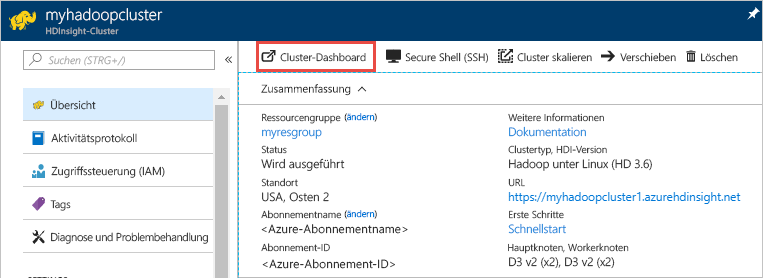 myhadoopcluster
HDInsight-Cluster
Suchen (STRG+/)
Übersicht
Aktivitätsprotokoll
Zugriffssteuerung (IAM)
Tags
Diagnose und Problembehandlung
Cluster-Dashboard
Secure Shell (SSH)
Cluster skalieren
Verschieben
Löschen
Zusammenfassung
Ressourcengruppe (ändern)
myresgroup
Status
Wird ausgeführt
Standort
USA, Osten 2
Abonnementname (ändern)
<Azure-Abonnementname>
Abonnement-ID
<Azure-Abonnement-ID>
Weitere Informationen
Dokumentation
Clustertyp, HDI-Version
Hadoop unter Linux (HD 3.6)
URL
https://myhadoopcluster1.azurehdinsight.net
Erste Schritte
Schnellstart
Hauptknoten, Workerknoten
D3 v2 (x2), D3 v2 (x2)